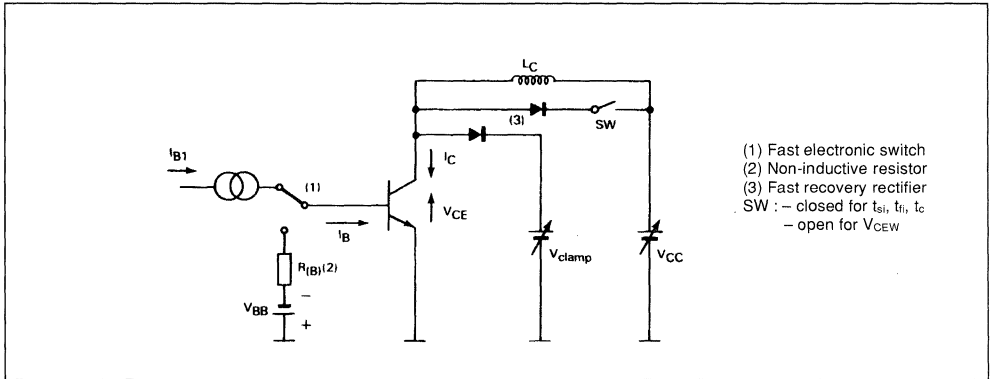 L_C
(3)
SW
I_B1
(1)
I_C
V_CE
I_B
R_(B)(2)
V_BB
−
+
V_clamp
V_CC
(1) Fast electronic switch
(2) Non-inductive resistor
(3) Fast recovery rectifier
SW : – closed for t_si, t_fi, t_c
– open for V_CEW